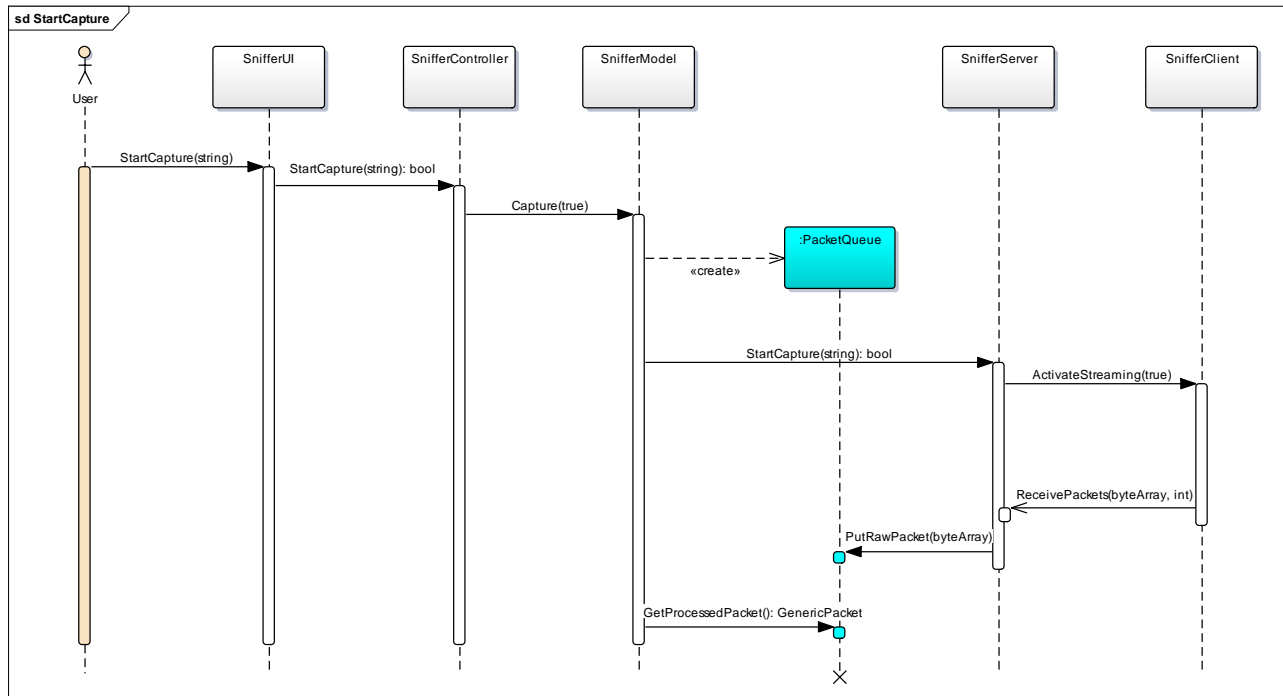 sd StartCapture
User
SnifferUI
SnifferController
SnifferModel
SnifferServer
SnifferClient
StartCapture(string)
StartCapture(string): bool
Capture(true)
:PacketQueue
«create»
StartCapture(string): bool
ActivateStreaming(true)
ReceivePackets(byteArray, int)
PutRawPacket(byteArray)
GetProcessedPacket(): GenericPacket